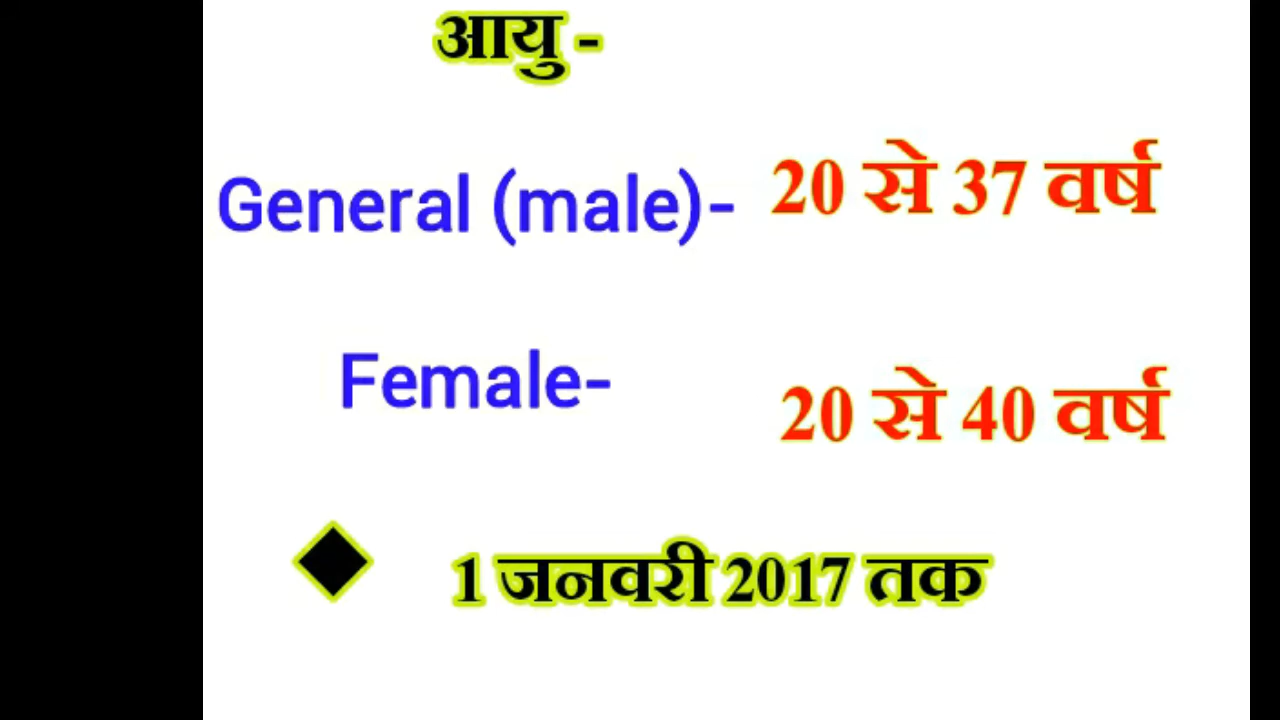 आयु -
General (male)- 20 से 37 वर्ष
Female- 20 से 40 वर्ष
1 जनवरी 2017 तक